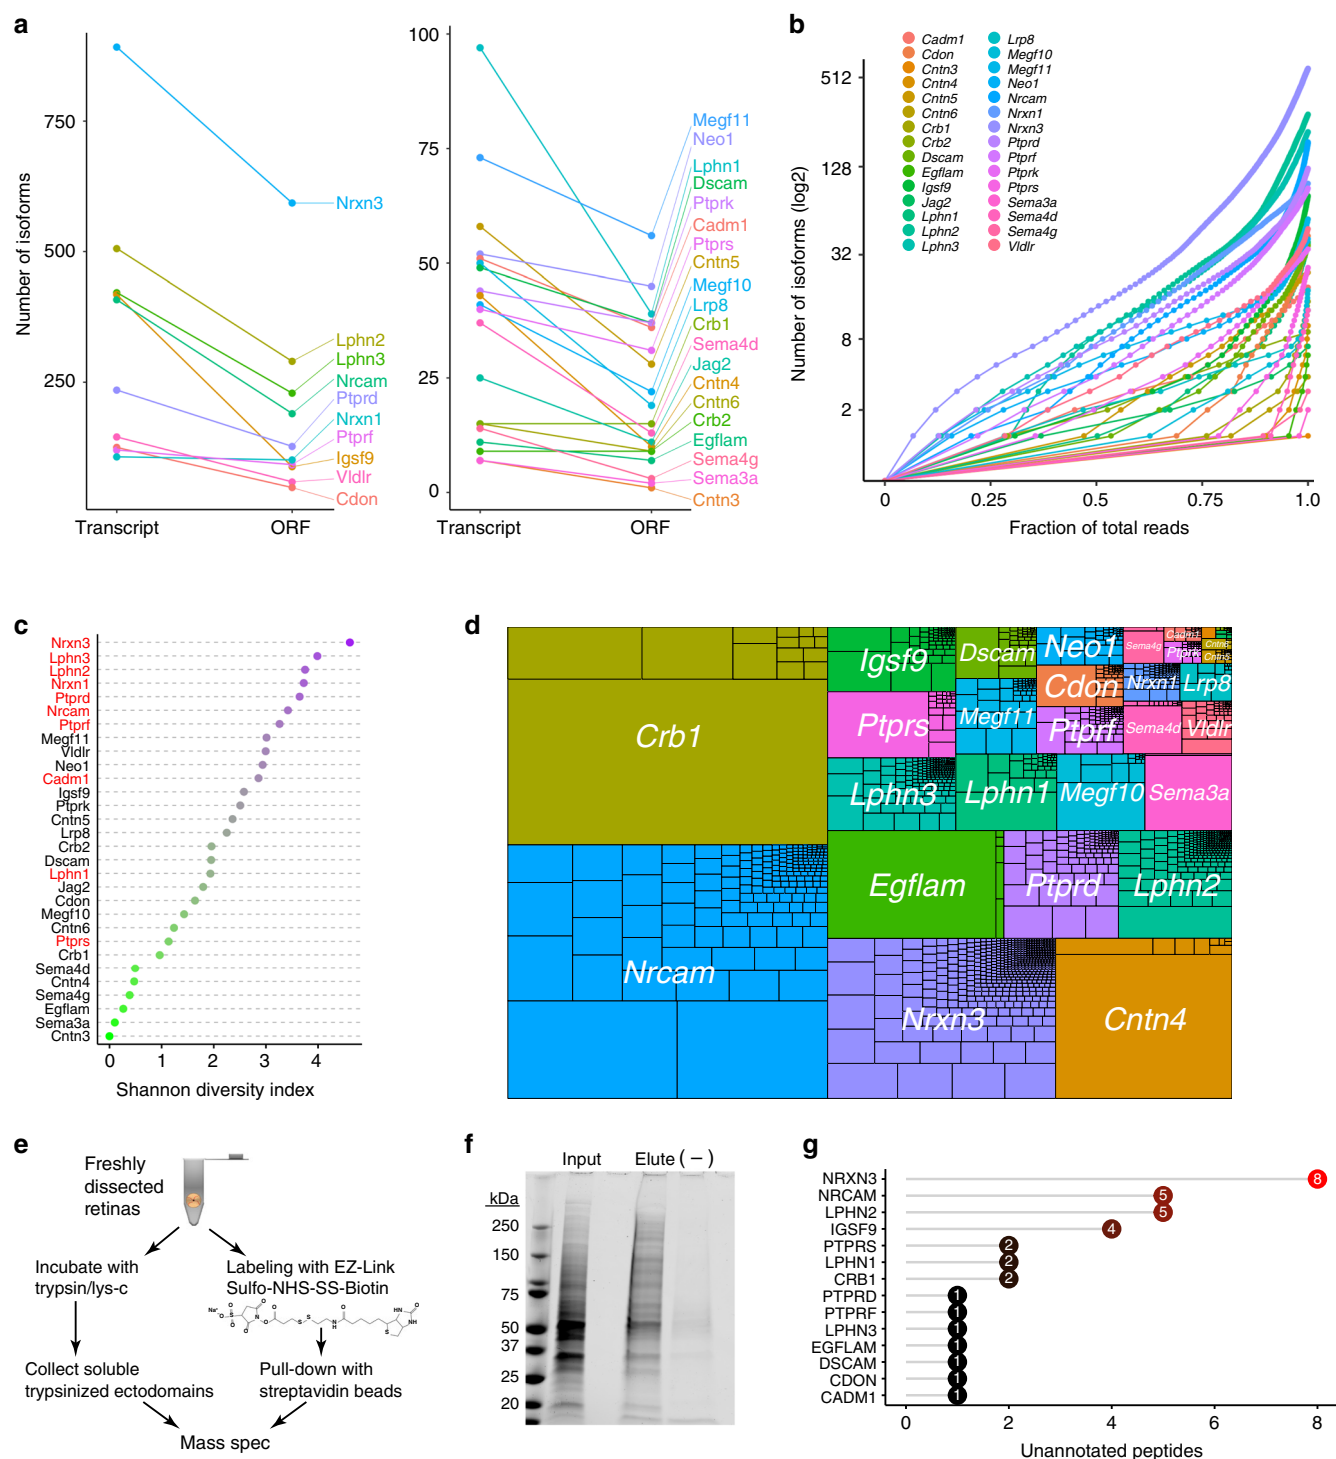 a
Number of isoforms
750
500
250
Nrxn3
Lphn2
Lphn3
Nrcam
Ptprd
Nrxn1
Ptprf
Igsf9
Vldlr
Cdon
Transcript
ORF
100
75
50
25
0
Megf11
Neo1
Lphn1
Dscam
Ptprk
Cadm1
Ptprs
Cntn5
Megf10
Lrp8
Crb1
Sema4d
Jag2
Cntn4
Cntn6
Crb2
Egflam
Sema4g
Sema3a
Cntn3
Transcript
ORF
b
Number of isoforms (log2)
512
128
32
8
2
Cadm1
Cdon
Cntn3
Cntn4
Cntn5
Cntn6
Crb1
Crb2
Dscam
Egflam
Igsf9
Jag2
Lphn1
Lphn2
Lphn3
Lrp8
Megf10
Megf11
Neo1
Nrcam
Nrxn1
Nrxn3
Ptprd
Ptprf
Ptprk
Ptprs
Sema3a
Sema4d
Sema4g
Vldlr
0
0.25
0.5
0.75
1.0
Fraction of total reads
c
Nrxn3
Lphn3
Lphn2
Nrxn1
Ptprd
Nrcam
Ptprf
Megf11
Vldlr
Neo1
Cadm1
Igsf9
Ptprk
Cntn5
Lrp8
Crb2
Dscam
Lphn1
Jag2
Cdon
Megf10
Cntn6
Ptprs
Crb1
Sema4d
Cntn4
Sema4g
Egflam
Sema3a
Cntn3
0
1
2
3
4
Shannon diversity index
d
Crb1
Nrcam
Igsf9
Dscam
Neo1
Sema4g
Cadm1
Cntn6
Cntn5
Ptprk
Ptprs
Megf11
Cdon
Nrxn1
Lrp8
Ptprf
Sema4d
Vldlr
Lphn3
Lphn1
Megf10
Sema3a
Egflam
Ptprd
Lphn2
Nrxn3
Cntn4
e
Freshly
dissected
retinas
Incubate with
trypsin/lys-c
Labeling with EZ-Link
Sulfo-NHS-SS-Biotin
Collect soluble
trypsinized ectodomains
Pull-down with
streptavidin beads
Mass spec
f
Input
Elute
(−)
kDa
250
150
75
50
37
25
20
g
NRXN3
8
NRCAM
5
LPHN2
5
IGSF9
4
PTPRS
2
LPHN1
2
CRB1
2
PTPRD
1
PTPRF
1
LPHN3
1
EGFLAM
1
DSCAM
1
CDON
1
CADM1
1
0
2
4
6
8
Unannotated peptides